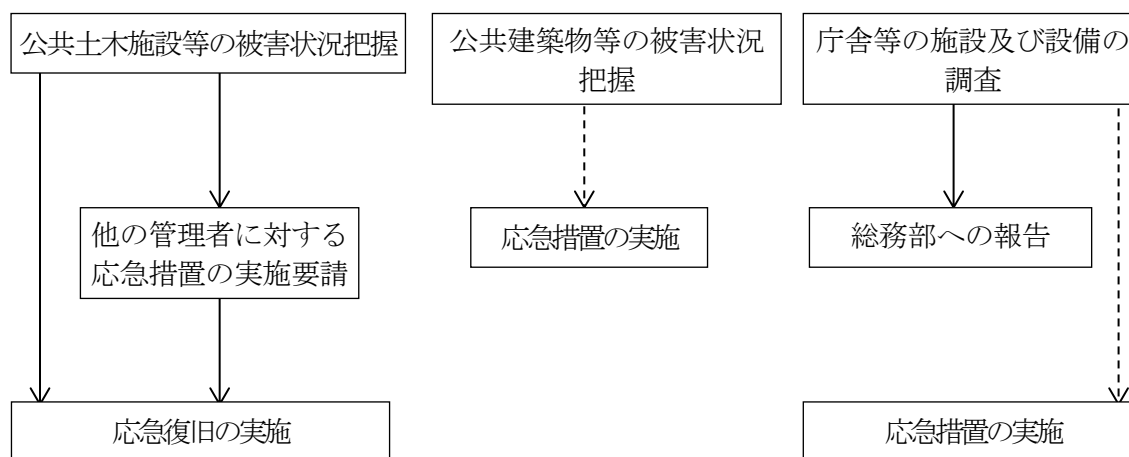 公共土木施設等の被害状況把握
公共建築物等の被害状況
把握
庁舎等の施設及び設備の
調査
他の管理者に対する
応急措置の実施要請
応急措置の実施
総務部への報告
応急復旧の実施
応急措置の実施